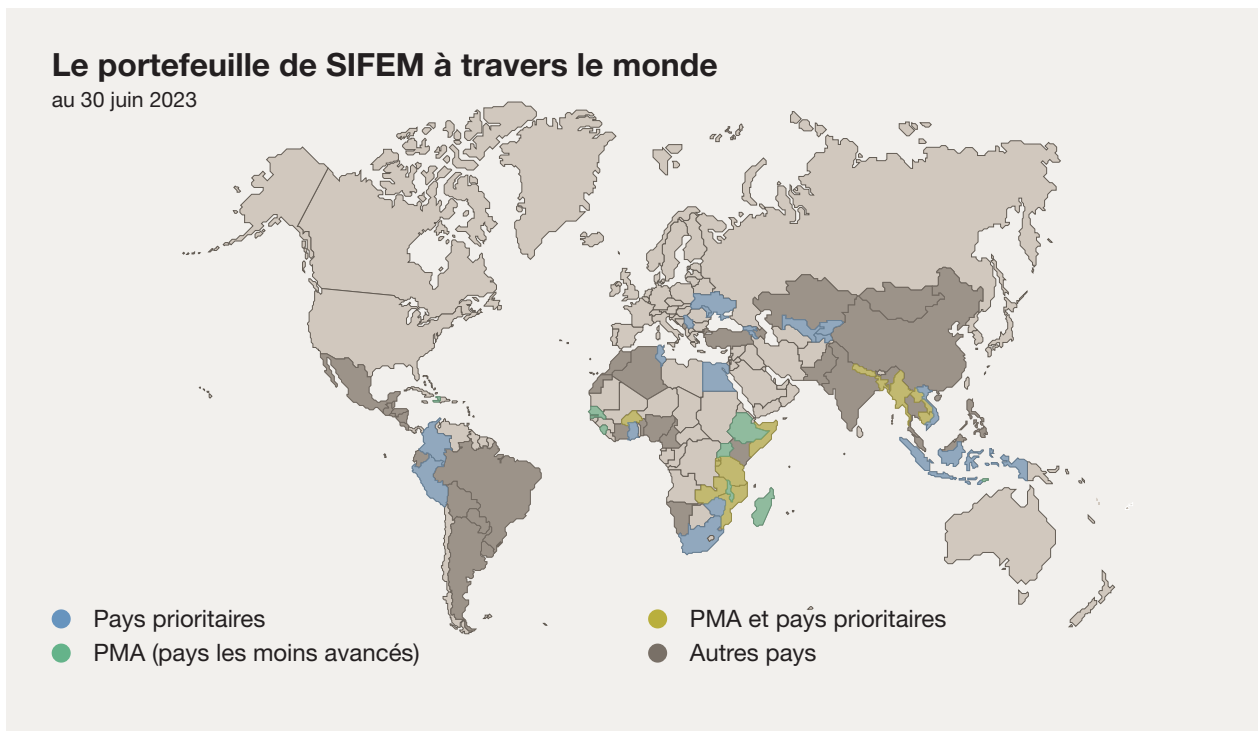 Le portefeuille de SIFEM à travers le monde
au 30 juin 2023
Pays prioritaires
PMA (pays les moins avancés)
PMA et pays prioritaires
Autres pays